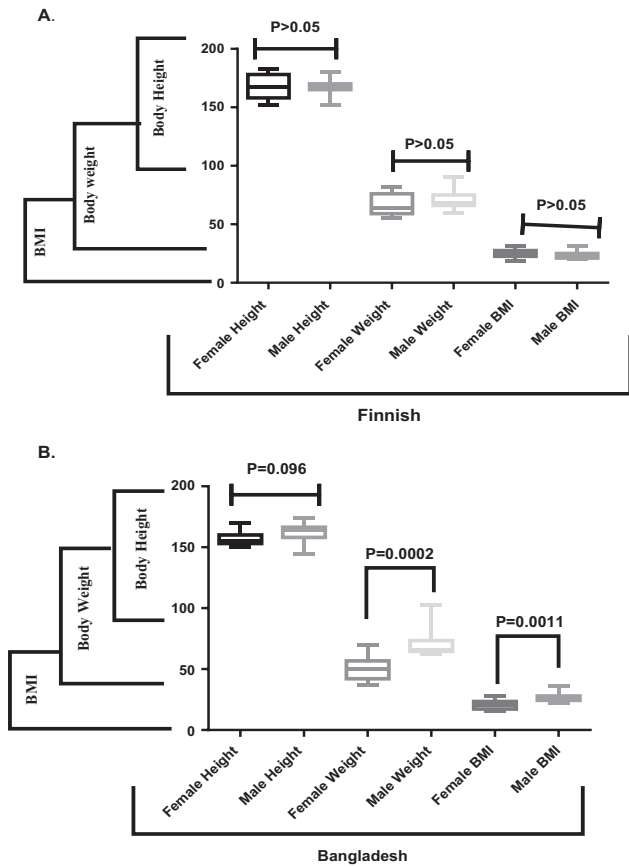 A.
P>0.05
200
150
100
50
0
Body Height
Body weight
BMI
P>0.05
P>0.05
Female Height
Male Height
Female Weight
Male Weight
Female BMI
Male BMI
Finnish
B.
P=0.096
200
150
100
50
0
Body Height
Body Weight
BMI
P=0.0002
P=0.0011
Female Height
Male Height
Female Weight
Male Weight
Female BMI
Male BMI
Bangladesh